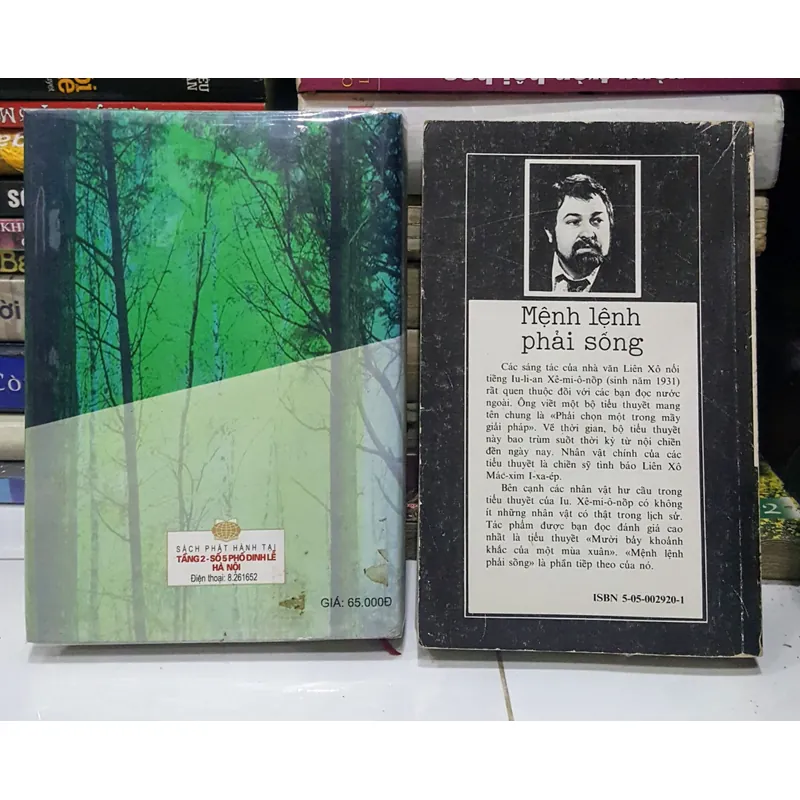 SÁCH PHÁT HÀNH TẠI
TẦNG 2 - SỐ 5 PHỐ ĐINH LỄ
HÀ NỘI
Điện thoại: 8.261652
GIÁ: 65.000Đ
Mệnh lệnh
phải sống
Các sáng tác của nhà văn Liên Xô nổi
tiếng Iu-li-an Xê-mi-ô-nốp (sinh năm 1931)
rất quen thuộc đối với các bạn đọc nước
ngoài. Ông viết một bộ tiểu thuyết mang
tên chung là «Phải chọn một trong mấy
giải pháp». Về thời gian, bộ tiểu thuyết
này bao trùm suốt thời kỳ từ nội chiến
đến ngày nay. Nhân vật chính của các
tiểu thuyết là chiến sỹ tình báo Liên Xô
Mác-xim I-xa-ép.
Bên cạnh các nhân vật hư cấu trong
tiểu thuyết của Iu. Xê-mi-ô-nốp có không
ít những nhân vật có thật trong lịch sử.
Tác phẩm được bạn đọc đánh giá cao
nhất là tiểu thuyết «Mười bảy khoảnh
khắc của một mùa xuân». «Mệnh lệnh
phải sống» là phần tiếp theo của nó.
ISBN 5-05-002920-1